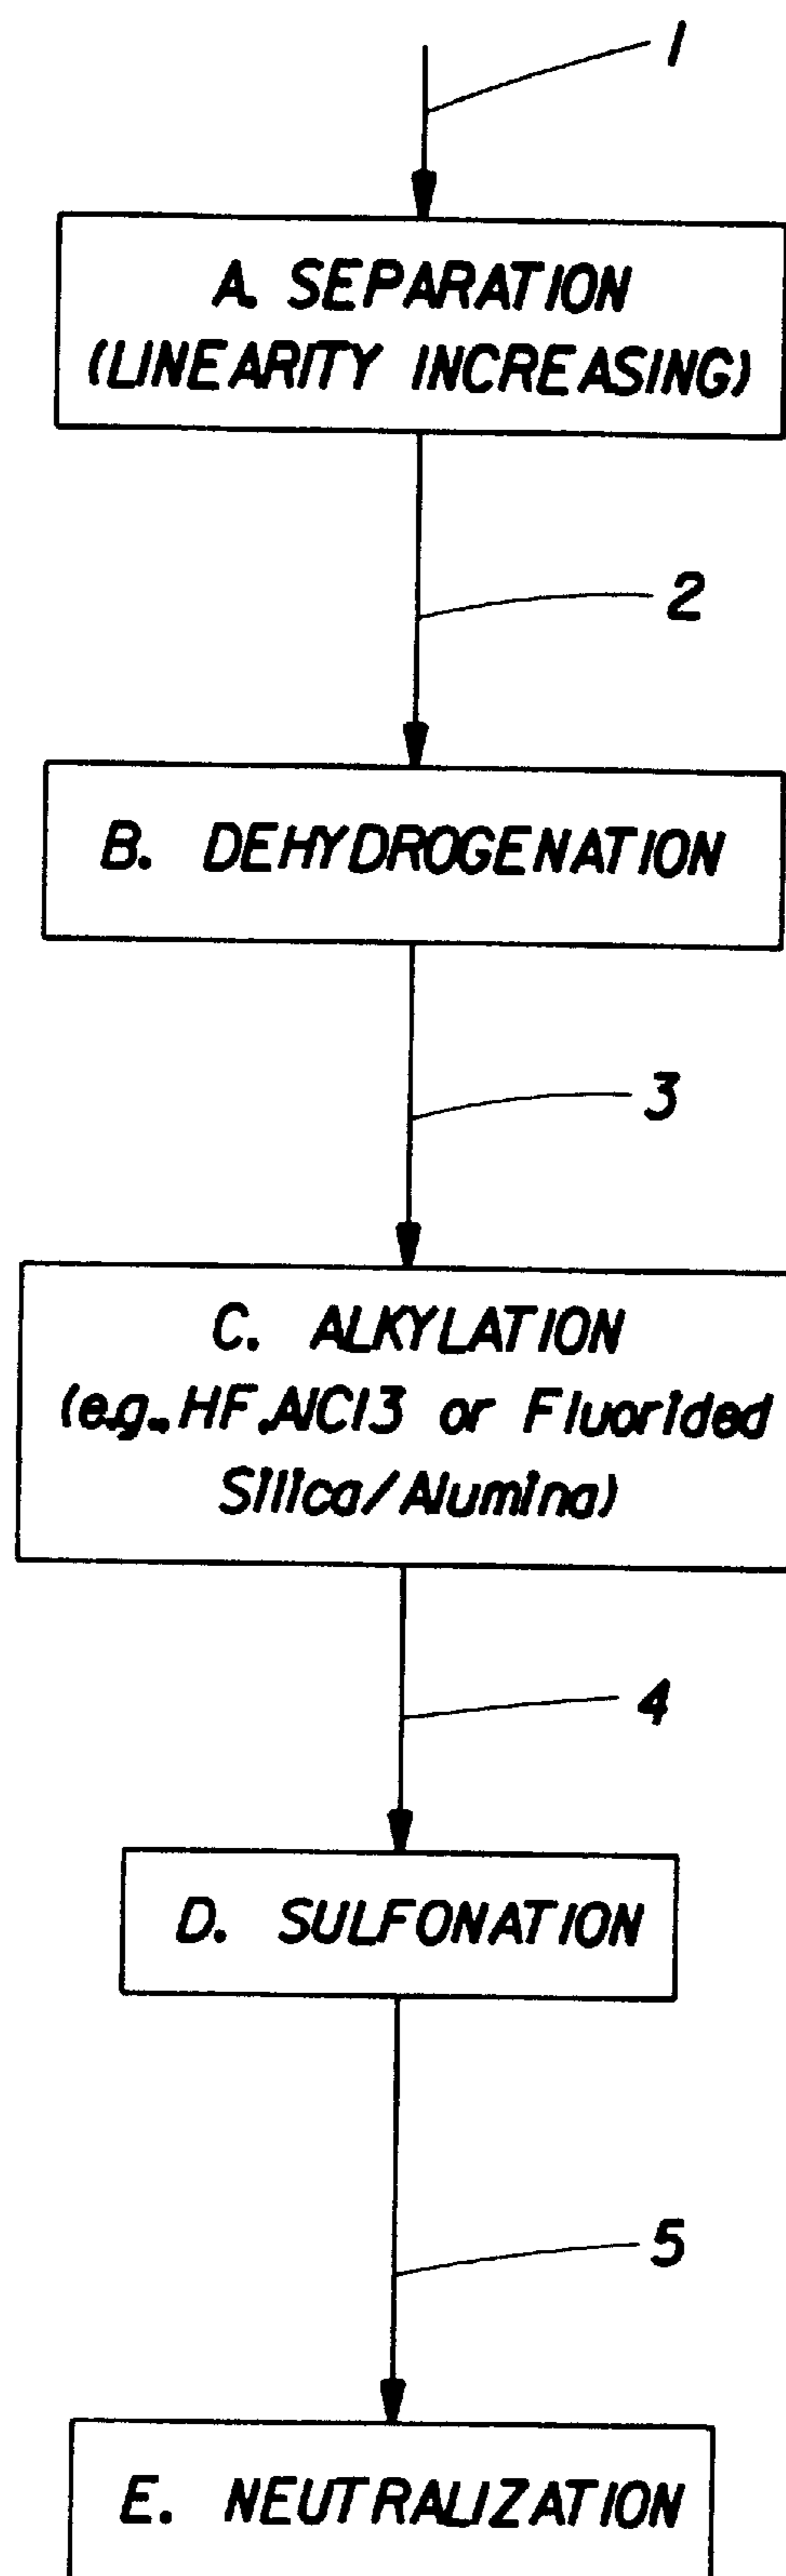 1
A. SEPARATION
(LINEARITY INCREASING)
2
B. DEHYDROGENATION
3
C. ALKYLATION
(e.g., HF, AlCl3 or Fluorided
Silica/Alumina)
4
D. SULFONATION
5
E. NEUTRALIZATION